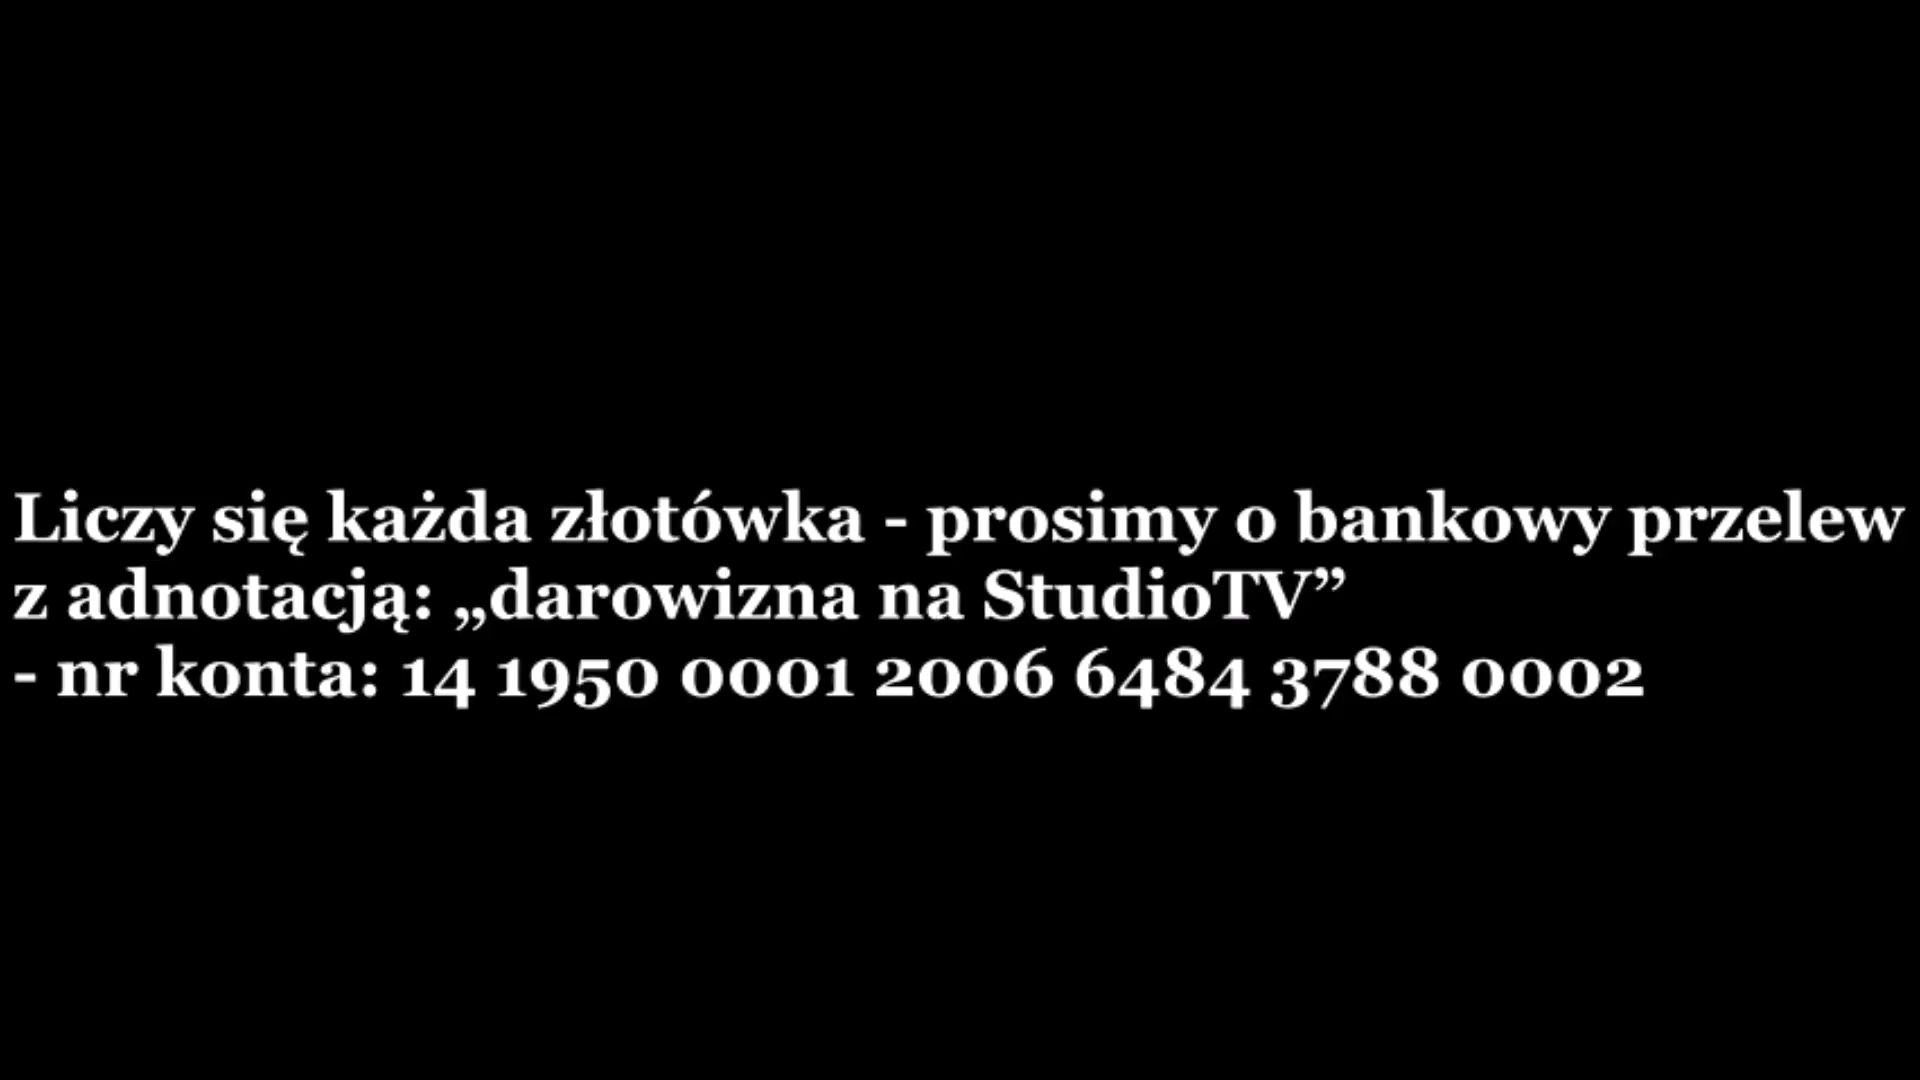 Liczy się każda złotówka - prosimy o bankowy przelew
z adnotacją: „darowizna na StudioTV”
- nr konta: 14 1950 0001 2006 6484 3788 0002